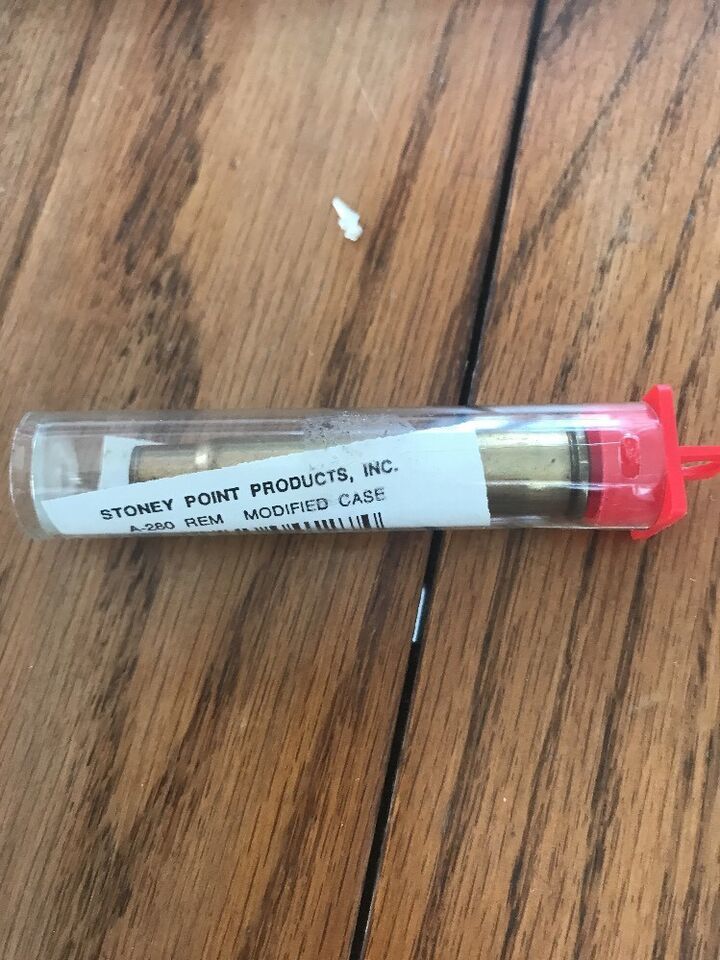 STONEY POINT PRODUCTS, INC.
A-280 REM MODIFIED CASE